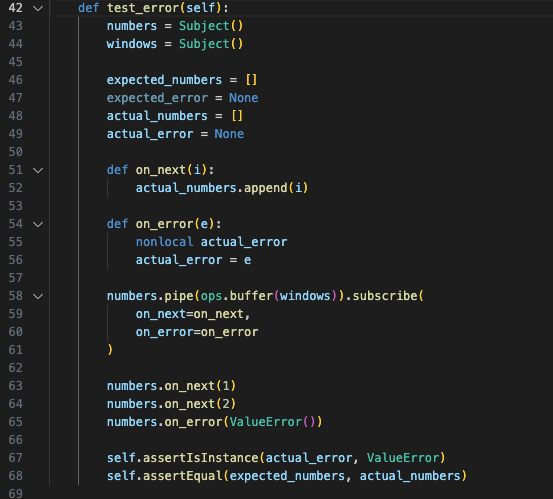 42 def test_error(self):
43 numbers = Subject()
44 windows = Subject()
45
46 expected_numbers = []
47 expected_error = None
48 actual_numbers = []
49 actual_error = None
50
51 def on_next(i):
52 actual_numbers.append(i)
53
54 def on_error(e):
55 nonlocal actual_error
56 actual_error = e
57
58 numbers.pipe(ops.buffer(windows)).subscribe(
59 on_next=on_next,
60 on_error=on_error
61 )
62
63 numbers.on_next(1)
64 numbers.on_next(2)
65 numbers.on_error(ValueError())
66
67 self.assertIsInstance(actual_error, ValueError)
68 self.assertEqual(expected_numbers, actual_numbers)
69